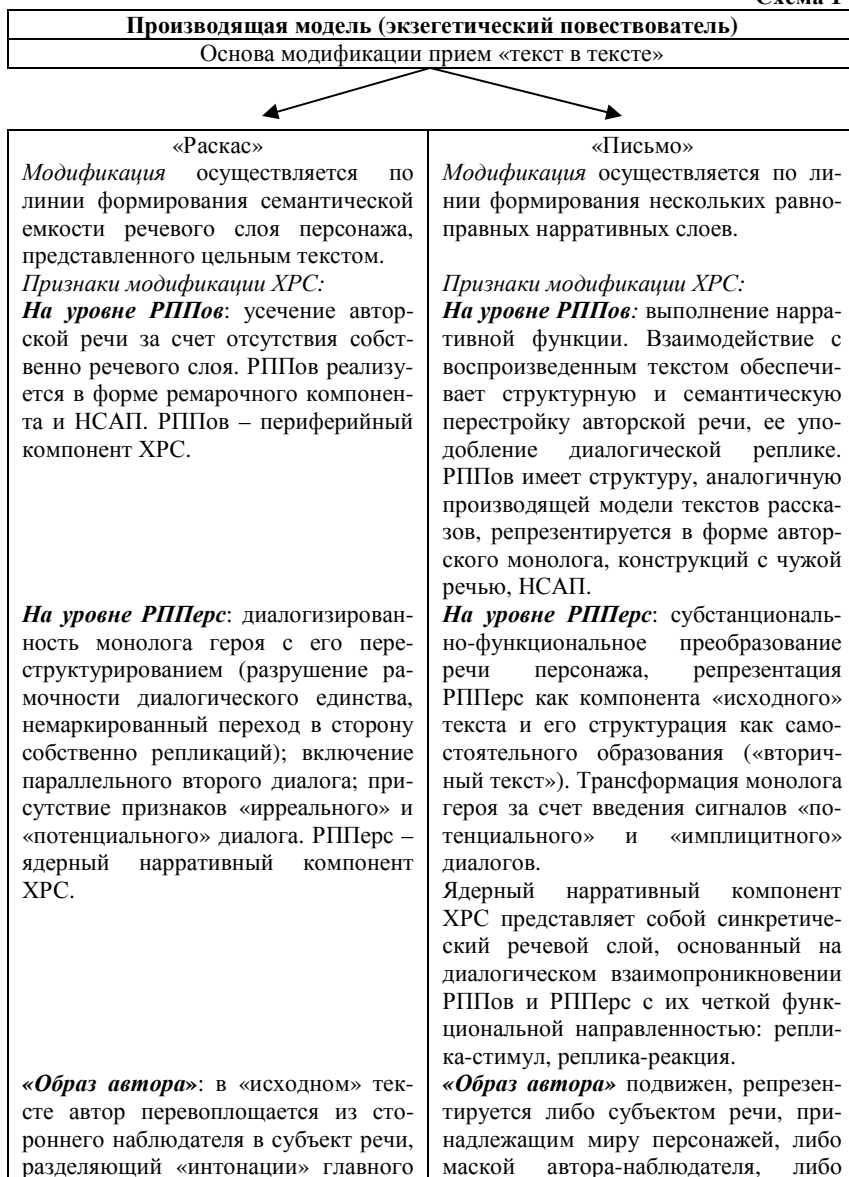 Схема 1
Производящая модель (экзегетический повествователь)
Основа модификации прием «текст в тексте»
«Раскас»
Модификация осуществляется по
линии формирования семантической
емкости речевого слоя персонажа,
представленного цельным текстом.
Признаки модификации ХРС:
На уровне РППов: усечение автор-
ской речи за счет отсутствия собст-
венно речевого слоя. РППов реализу-
ется в форме ремарочного компонен-
та и НСАП. РППов – периферийный
компонент ХРС.
На уровне РППерс: диалогизирован-
ность монолога героя с его пере-
структурированием (разрушение ра-
мочности диалогического единства,
немаркированный переход в сторону
собственно репликаций); включение
параллельного второго диалога; при-
сутствие признаков «ирреального» и
«потенциального» диалога. РППерс –
ядерный нарративный компонент
ХРС.
«Образ автора»: в «исходном» тек-
сте автор перевоплощается из сто-
роннего наблюдателя в субъект речи,
разделяющий «интонации» главного
«Письмо»
Модификация осуществляется по ли-
нии формирования нескольких равно-
правных нарративных слоев.
Признаки модификации ХРС:
На уровне РППов: выполнение нарра-
тивной функции. Взаимодействие с
воспроизведенным текстом обеспечи-
вает структурную и семантическую
перестройку авторской речи, ее упо-
добление диалогической реплике.
РППов имеет структуру, аналогичную
производящей модели текстов расска-
зов, репрезентируется в форме автор-
ского монолога, конструкций с чужой
речью, НСАП.
На уровне РППерс: субстанциональ-
но-функциональное преобразование
речи персонажа, репрезентация
РППерс как компонента «исходного»
текста и его структурация как само-
стоятельного образования («вторич-
ный текст»). Трансформация монолога
героя за счет введения сигналов «по-
тенциального» и «имплицитного»
диалогов.
Ядерный нарративный компонент
ХРС представляет собой синкретиче-
ский речевой слой, основанный на
диалогическом взаимопроникновении
РППов и РППерс с их четкой функ-
циональной направленностью: репли-
ка-стимул, реплика-реакция.
«Образ автора» подвижен, репрезен-
тируется либо субъектом речи, при-
надлежащим миру персонажей, либо
маской автора-наблюдателя, либо